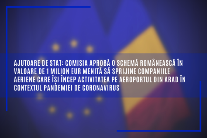 AJUTOARE DE STAT: COMISIA APROBĂ O SCHEMĂ ROMÂNEASCĂ ÎN
VALOARE DE 1 MILION EUR MENITĂ SĂ SPRIJINE COMPANIILE
AERIENE CARE ÎȘI ÎNCEP ACTIVITATEA PE AEROPORTUL DIN ARAD ÎN
CONTEXTUL PANDEMIEI DE CORONAVIRUS